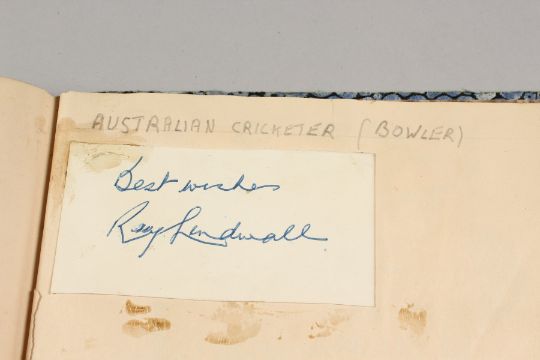 AUSTRALIAN CRICKETER (BOWLER)
Best wishes
Ray Lindwall